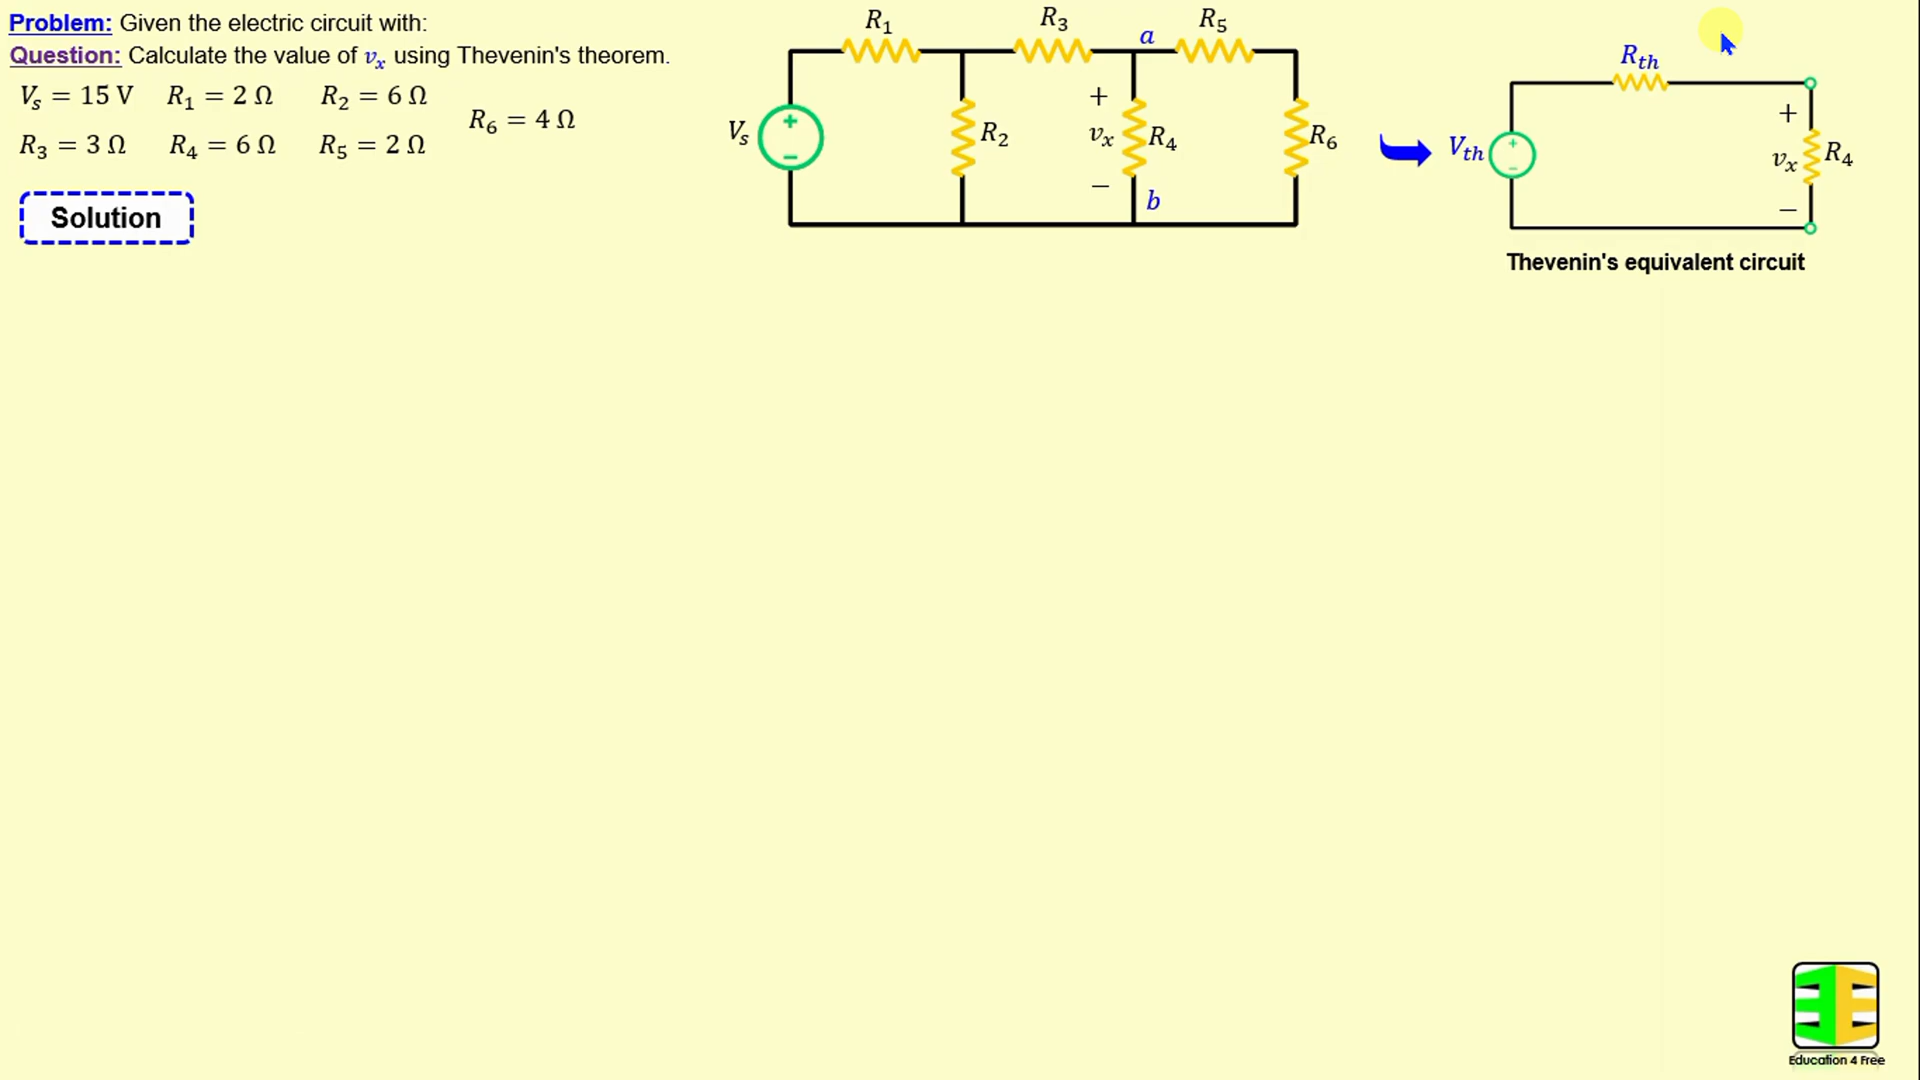 Problem: Given the electric circuit with:
Question: Calculate the value of vₓ using Thevenin's theorem.
Vₛ = 15 V R₁ = 2 Ω R₂ = 6 Ω
R₆ = 4 Ω
R₃ = 3 Ω R₄ = 6 Ω R₅ = 2 Ω
Solution
R₁
R₃
a
R₅
Vₛ
+
−
R₂
+
vₓ
−
R₄
b
R₆
Rₜₕ
Vₜₕ
+
−
+
vₓ
−
R₄
Thevenin's equivalent circuit
Education 4 Free